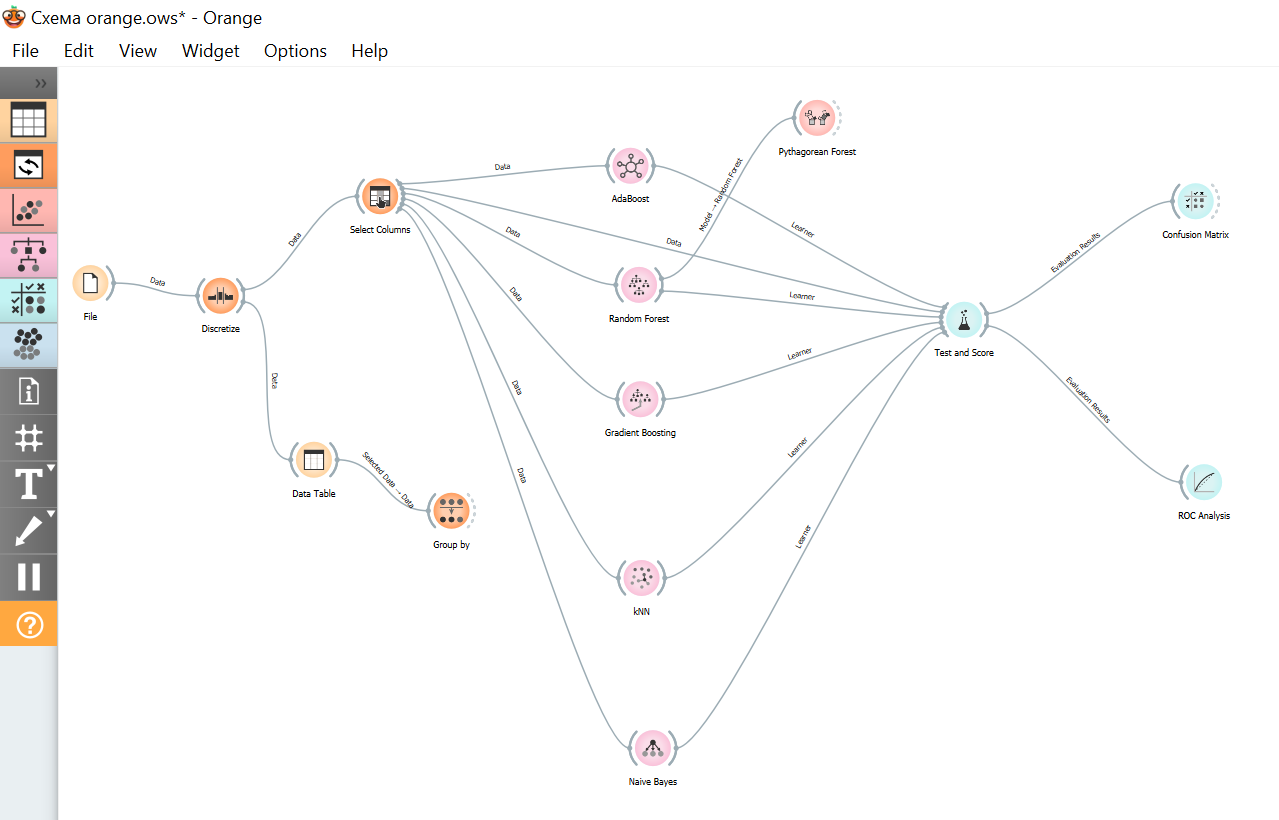 Схема orange.ows* - Orange
File Edit View Widget Options Help
Pythagorean Forest
AdaBoost
Select Columns
Confusion Matrix
File
Discretize
Random Forest
Test and Score
Gradient Boosting
Data Table
Group by
ROC Analysis
kNN
Naive Bayes
Data
Data
Data
Selected Data → Data
Data
Data
Data
Data
Data
Data
Model → Random Forest
Learner
Learner
Learner
Learner
Learner
Evaluation Results
Evaluation Results